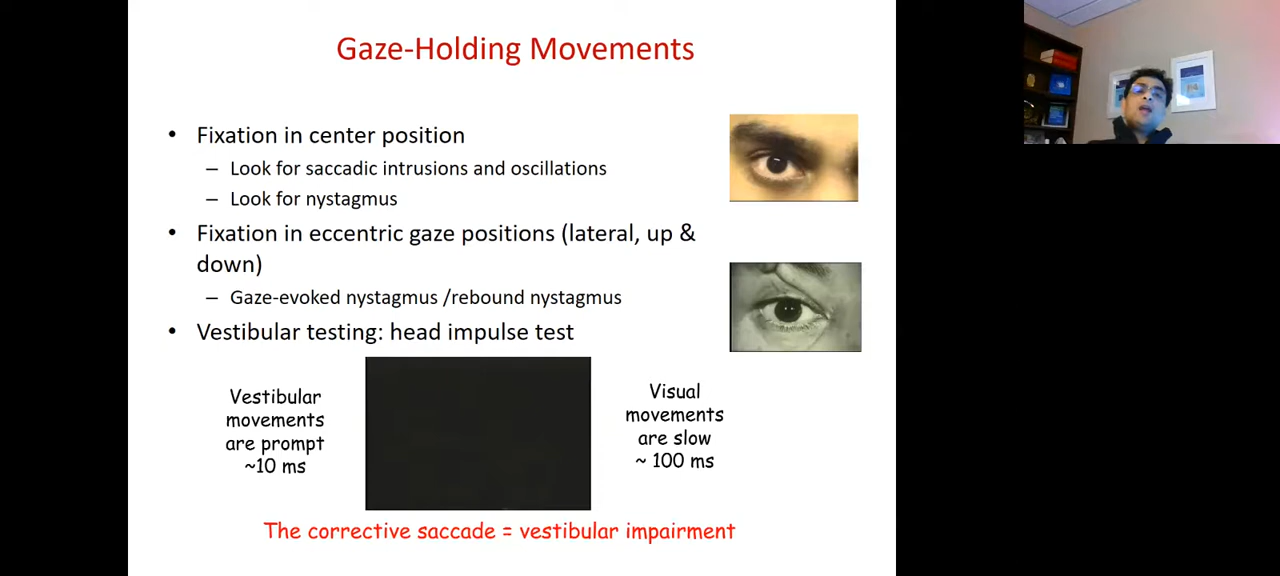 Gaze-Holding Movements
• Fixation in center position
– Look for saccadic intrusions and oscillations
– Look for nystagmus
• Fixation in eccentric gaze positions (lateral, up &
down)
– Gaze-evoked nystagmus /rebound nystagmus
• Vestibular testing: head impulse test
Vestibular
movements
are prompt
~10 ms
Visual
movements
are slow
~ 100 ms
The corrective saccade = vestibular impairment